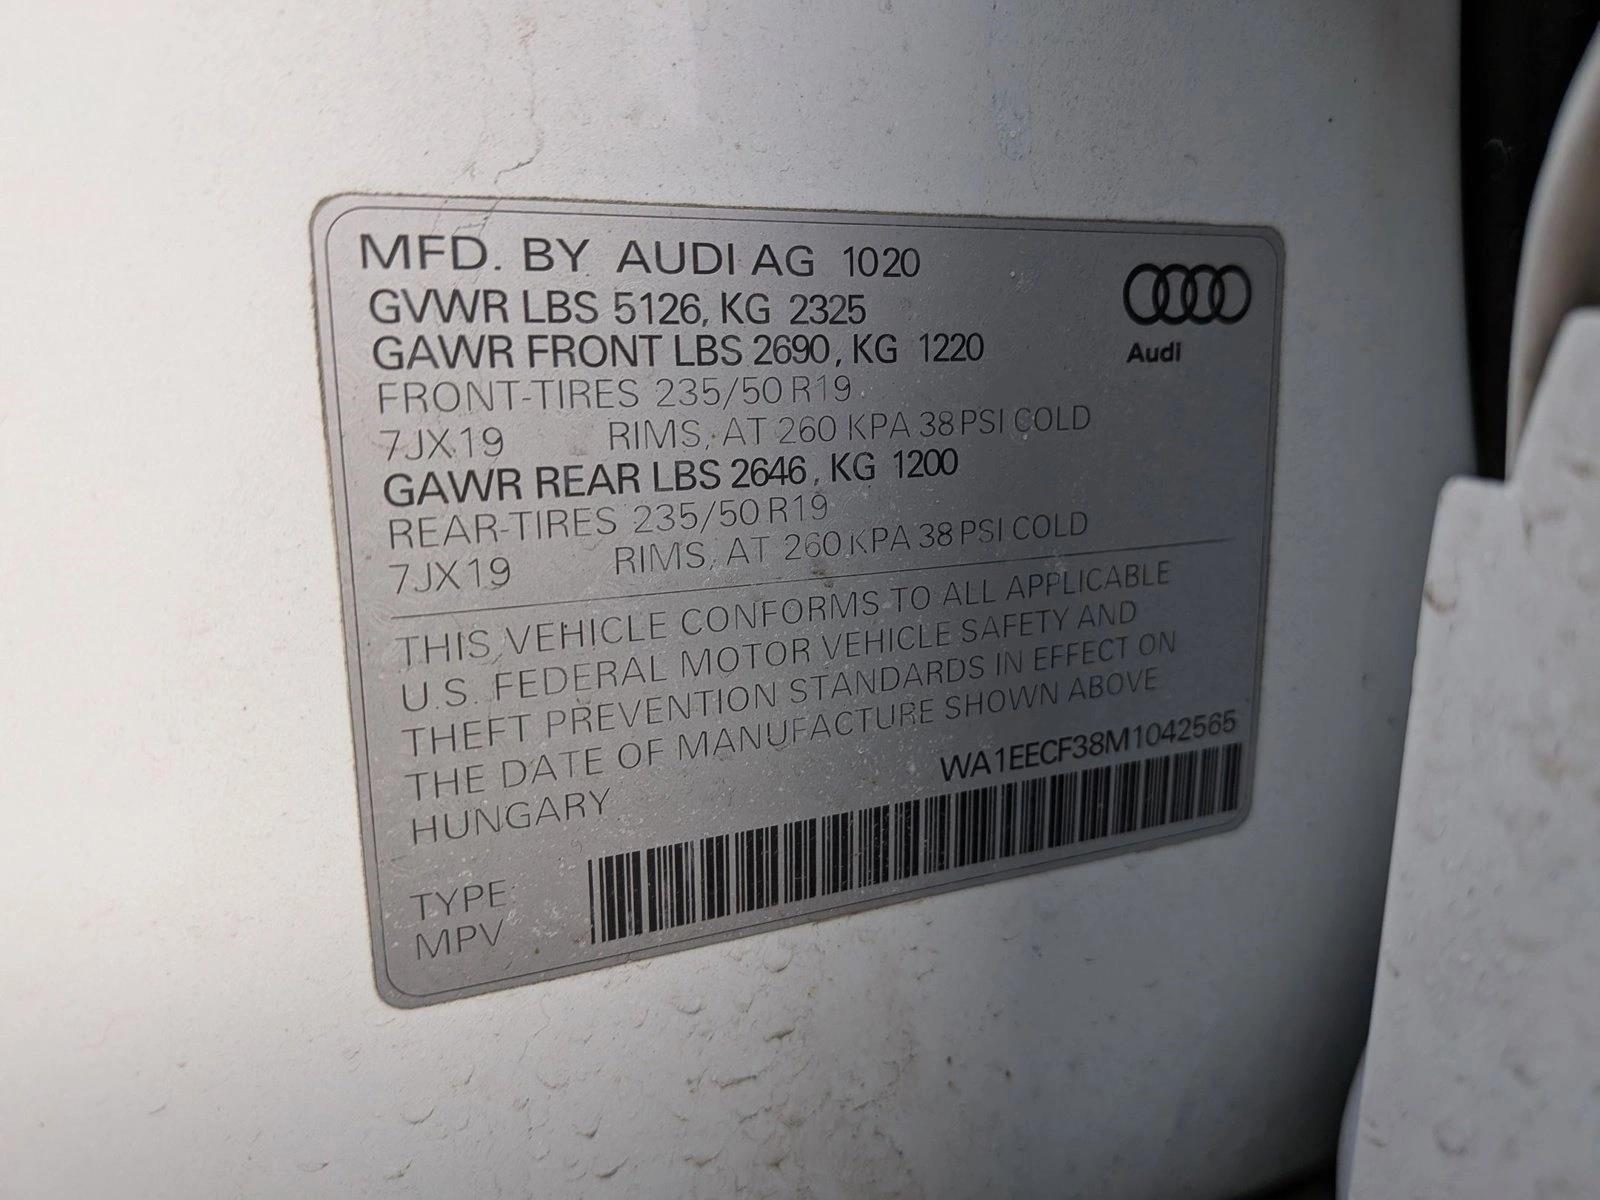 MFD. BY AUDI AG 1020
GVWR LBS 5126, KG 2325
GAWR FRONT LBS 2690, KG 1220
FRONT-TIRES 235/50 R19
7JX19 RIMS, AT 260 KPA 38 PSI COLD
GAWR REAR LBS 2646, KG 1200
REAR-TIRES 235/50 R19
7JX19 RIMS, AT 260 KPA 38 PSI COLD
THIS VEHICLE CONFORMS TO ALL APPLICABLE
U.S. FEDERAL MOTOR VEHICLE SAFETY AND
THEFT PREVENTION STANDARDS IN EFFECT ON
THE DATE OF MANUFACTURE SHOWN ABOVE
HUNGARY
WA1EECF38M1042565
TYPE:
MPV
Audi